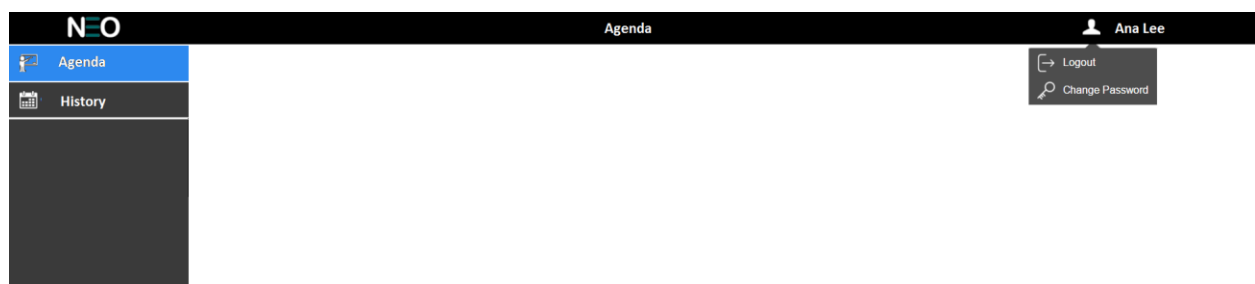 NEO
Agenda
Ana Lee
Agenda
History
Logout
Change Password